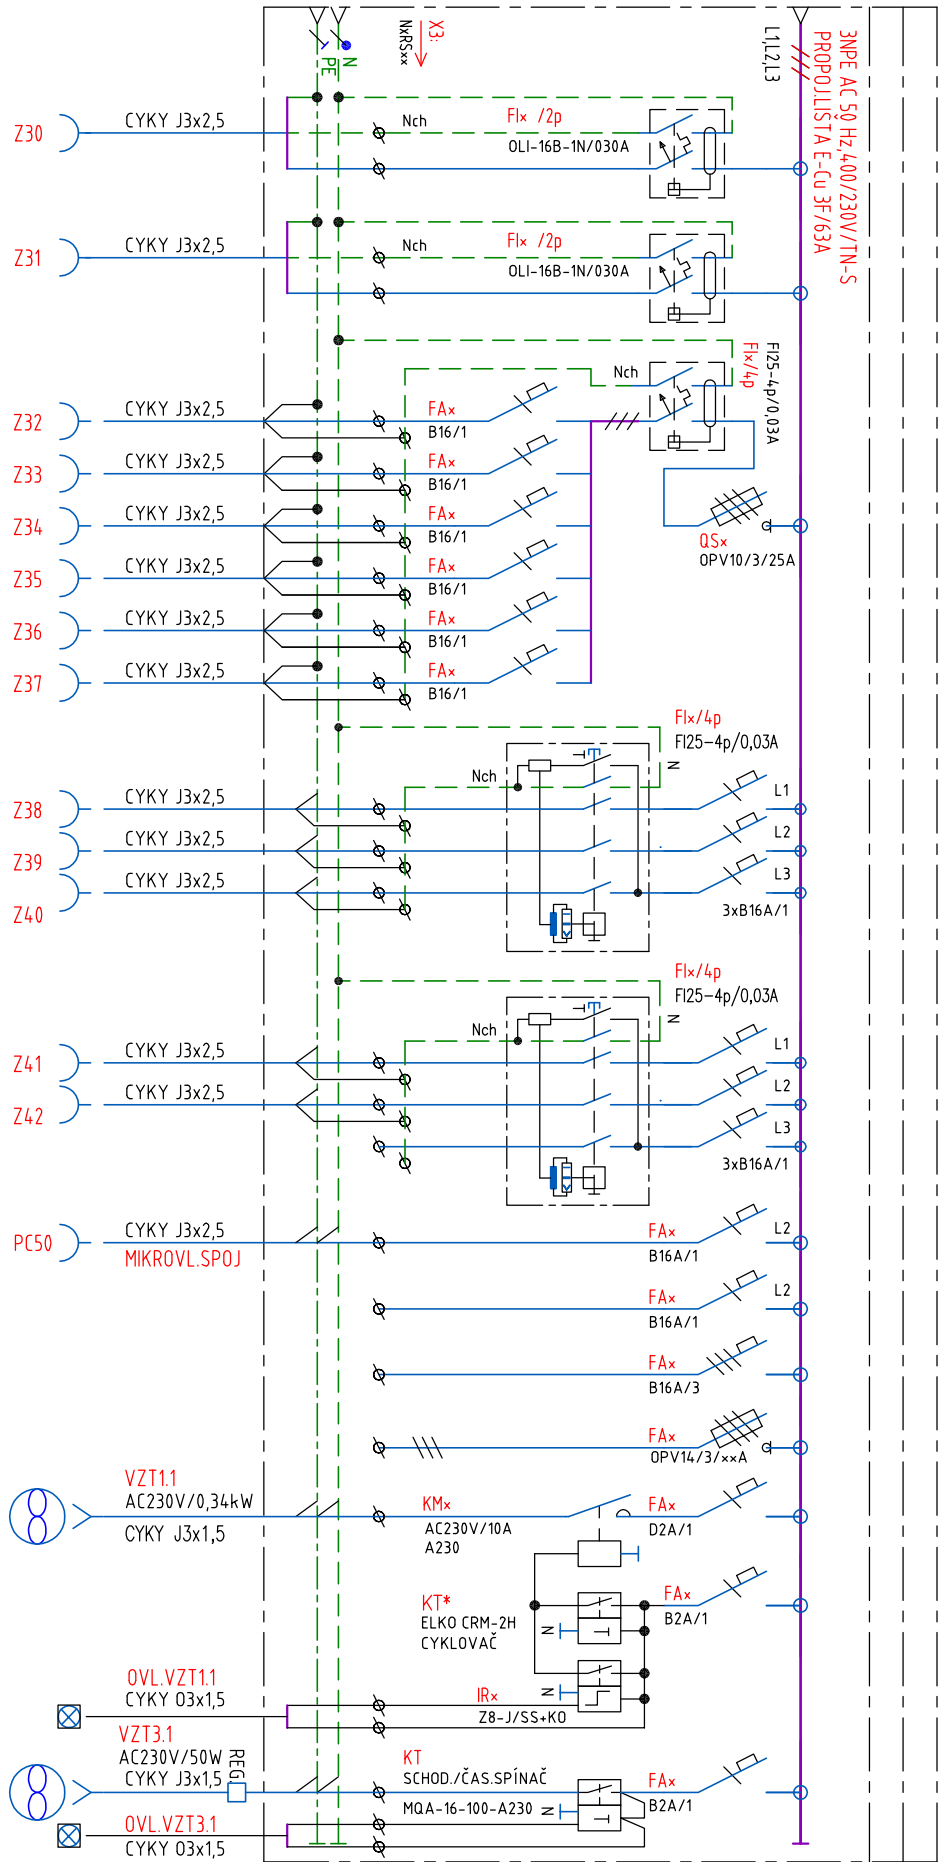 3NPE AC 50 Hz,400/230V/TN-S
PROPOJ.LIŠTA E-Cu 3F/63A
L1,L2,L3
X3:
NxRSxx
N
PE
Z30
CYKY J3x2,5
Nch
FIx /2p
OLI-16B-1N/030A
Z31
CYKY J3x2,5
Nch
FIx /2p
OLI-16B-1N/030A
FI25-4p/0,03A
FIx/4p
Nch
Z32
CYKY J3x2,5
FAx
B16/1
Z33
CYKY J3x2,5
FAx
B16/1
Z34
CYKY J3x2,5
FAx
B16/1
QSx
OPV10/3/25A
Z35
CYKY J3x2,5
FAx
B16/1
Z36
CYKY J3x2,5
FAx
B16/1
Z37
CYKY J3x2,5
FAx
B16/1
FIx/4p
FI25-4p/0,03A
N
Nch
Z38
CYKY J3x2,5
L1
Z39
CYKY J3x2,5
L2
Z40
CYKY J3x2,5
L3
3xB16A/1
FIx/4p
FI25-4p/0,03A
N
Nch
Z41
CYKY J3x2,5
L1
Z42
CYKY J3x2,5
L2
L3
3xB16A/1
PC50
CYKY J3x2,5
MIKROVL.SPOJ
FAx
B16A/1
L2
FAx
B16A/1
L2
FAx
B16A/3
FAx
OPV14/3/xxA
VZT1.1
AC230V/0,34kW
CYKY J3x1,5
KMx
AC230V/10A
A230
FAx
D2A/1
KT*
ELKO CRM-2H
CYKLOVAČ
N
FAx
B2A/1
OVL.VZT1.1
CYKY O3x1,5
IRx
Z8-J/SS+KO
N
VZT3.1
AC230V/50W
CYKY J3x1,5
REG.
KT
SCHOD./ČAS.SPÍNAČ
MQA-16-100-A230
N
FAx
B2A/1
OVL.VZT3.1
CYKY O3x1,5